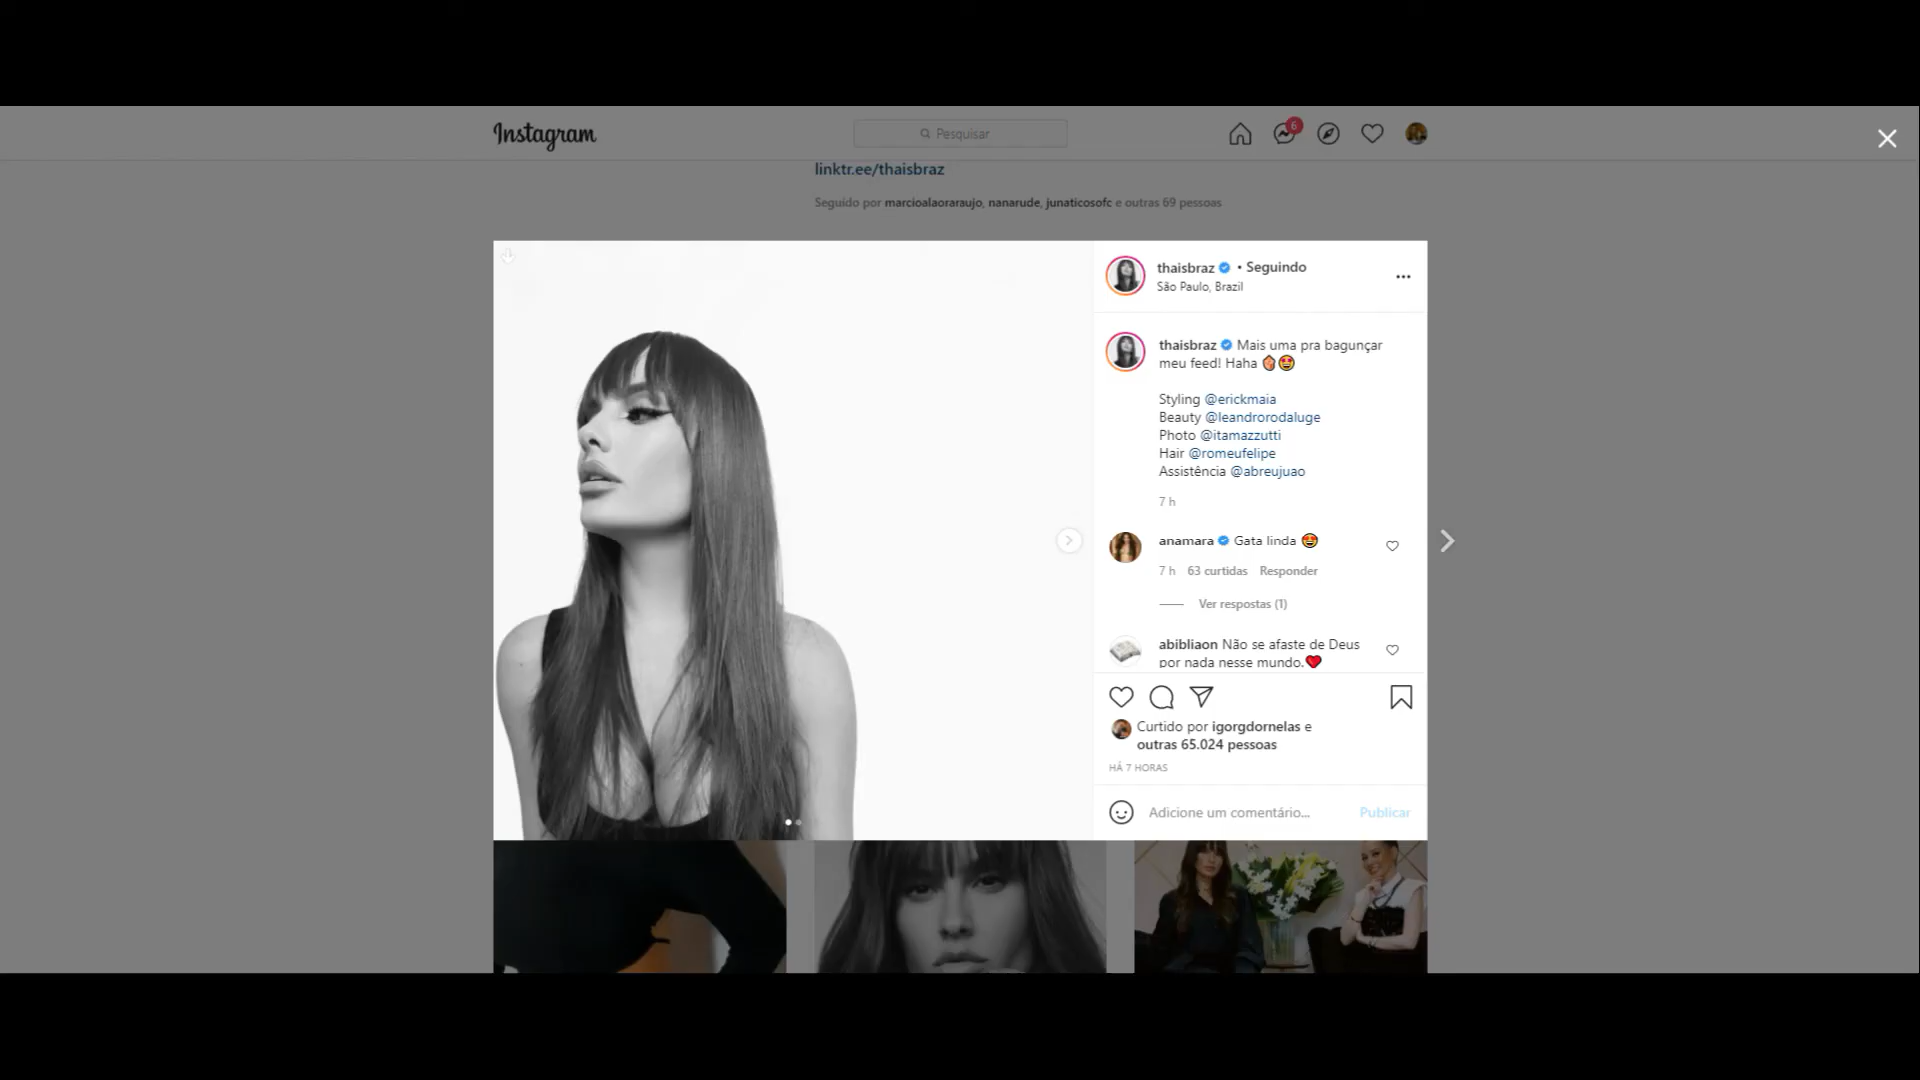 Instagram
Pesquisar
6
linktr.ee/thaisbraz
Seguido por marcioalaoraraujo, nanarude, junaticosofc e outras 69 pessoas
thaisbraz • Seguindo
São Paulo, Brazil
thaisbraz Mais uma pra bagunçar
meu feed! Haha
Styling @erickmaia
Beauty @leandrorodaluge
Photo @itamazzutti
Hair @romeufelipe
Assistência @abreujuao
7 h
anamara Gata linda 😍
7 h 63 curtidas Responder
Ver respostas (1)
abibliaon Não se afaste de Deus
por nada nesse mundo.❤
Curtido por igorgdornelas e
outras 65.024 pessoas
HÁ 7 HORAS
Adicione um comentário... Publicar